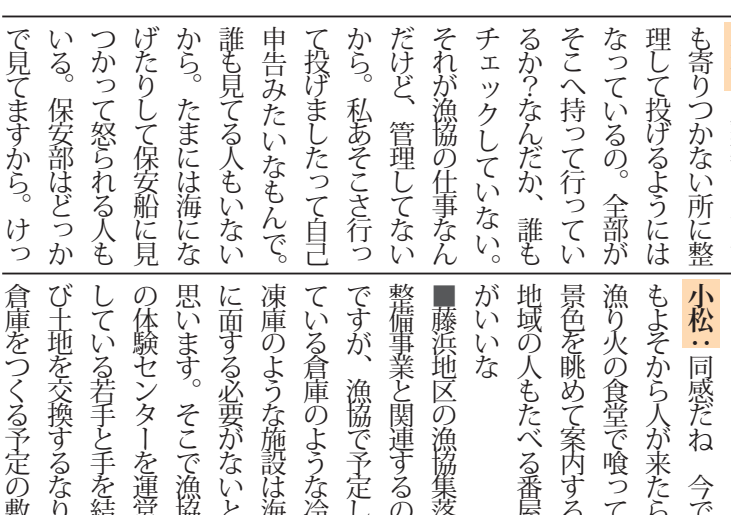 も寄りつかない所に整
理して投げるようには
なっているの。全部が
そこへ持って行ってい
るか？なんだか、誰も
チェックしていない。
それが漁協の仕事なん
だけど、管理してない
から。私あそこさ行っ
て投げましたって自己
申告みたいなもんで。
誰も見てる人もいない
から。たまには海にな
げたりして保安船に見
つかって怒られる人も
いる。保安部はどっか
で見てますから。けっ
小松：同感だね　今で
もよそから人が来たら
漁り火の食堂で喰って
景色を眺めて案内する
地域の人もたべる番屋
がいいな
■藤浜地区の漁協集落
整備事業と関連するの
ですが、漁協で予定し
ている倉庫のような冷
凍庫のような施設は海
に面する必要がないと
思います。そこで漁協
の体験センターを運営
している若手と手を結
び土地を交換するなり
倉庫をつくる予定の敷